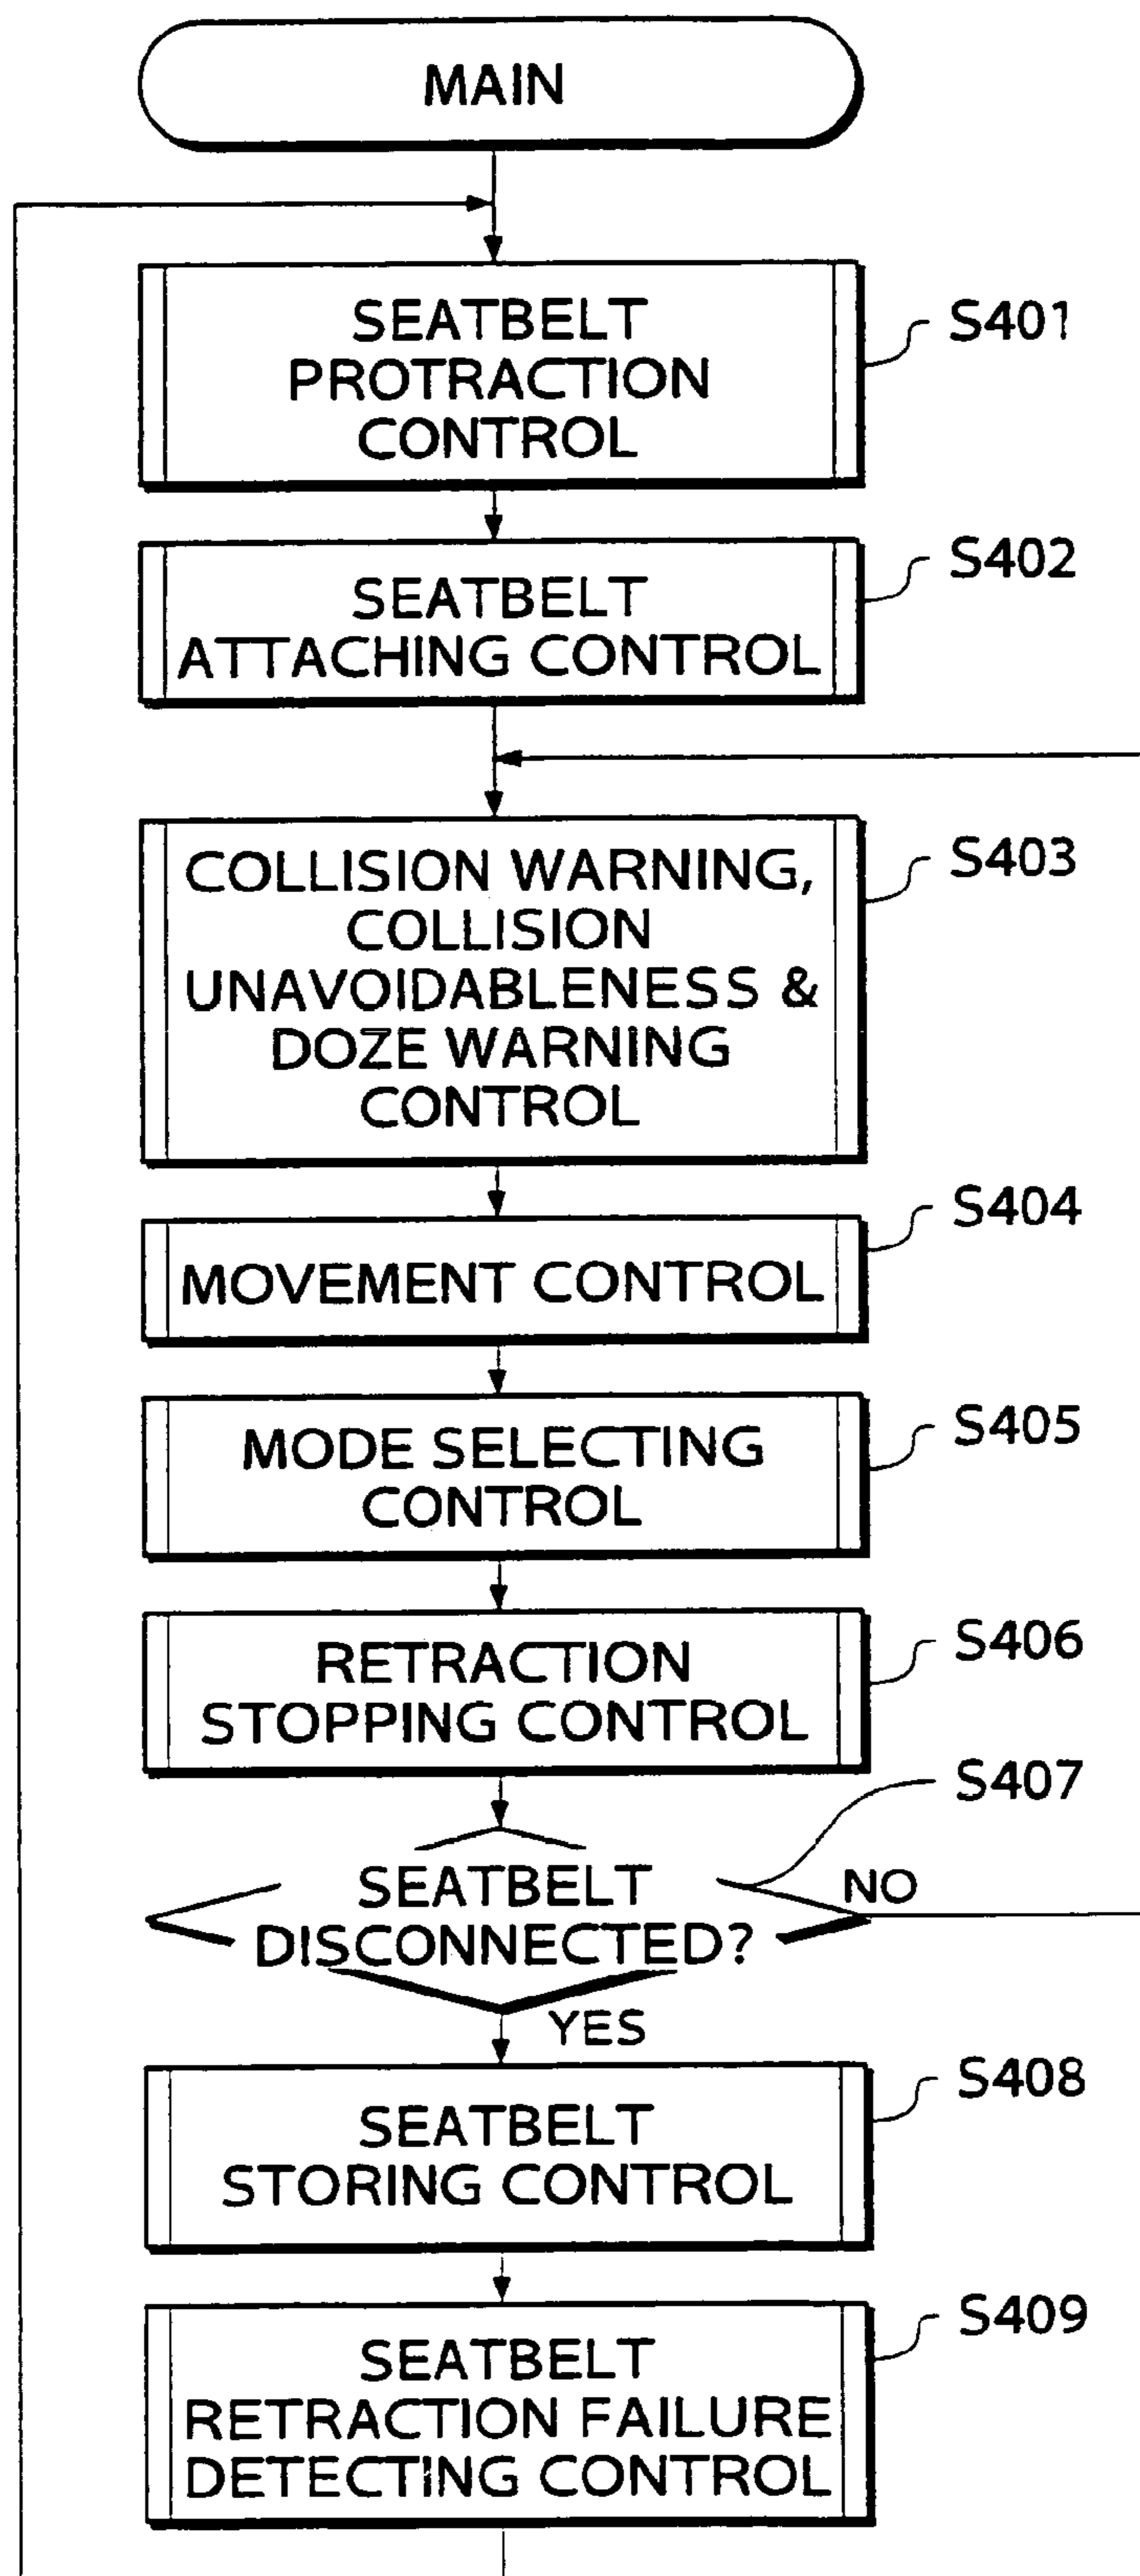 MAIN
SEATBELT
PROTRACTION
CONTROL
S401
SEATBELT
ATTACHING CONTROL
S402
COLLISION WARNING,
COLLISION
UNAVOIDABLENESS &
DOZE WARNING
CONTROL
S403
MOVEMENT CONTROL
S404
MODE SELECTING
CONTROL
S405
RETRACTION
STOPPING CONTROL
S406
SEATBELT
DISCONNECTED?
S407
NO
YES
SEATBELT
STORING CONTROL
S408
SEATBELT
RETRACTION FAILURE
DETECTING CONTROL
S409